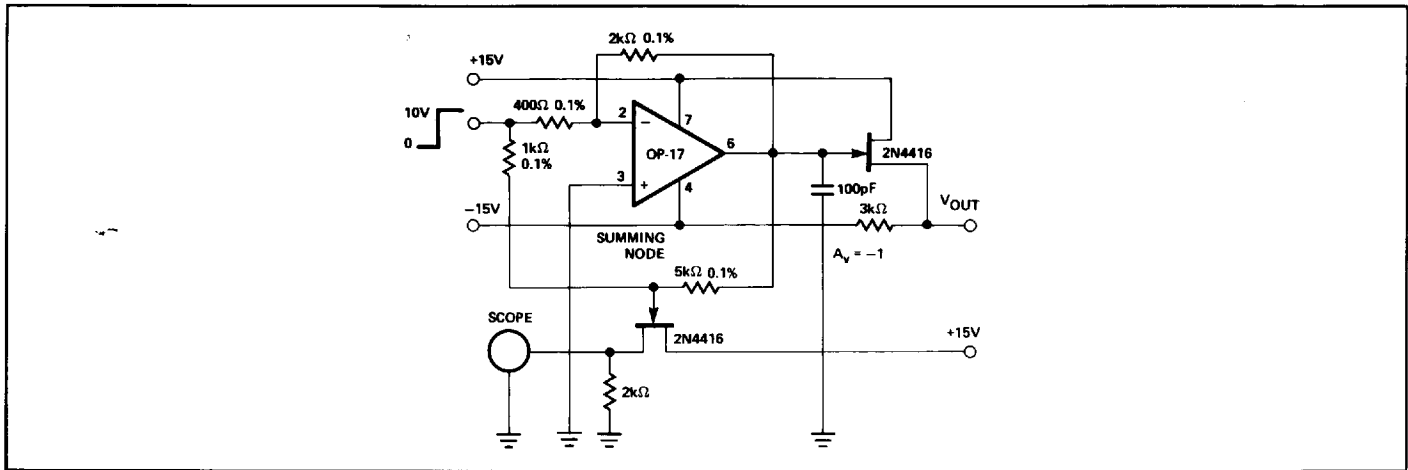 2kΩ 0.1%
+15V
10V
400Ω 0.1%
2
7
−
0
1kΩ
0.1%
OP-17
6
2N4416
3
+
4
100pF
VOUT
−15V
3kΩ
SUMMING
NODE
Av = −1
5kΩ 0.1%
SCOPE
2N4416
+15V
2kΩ